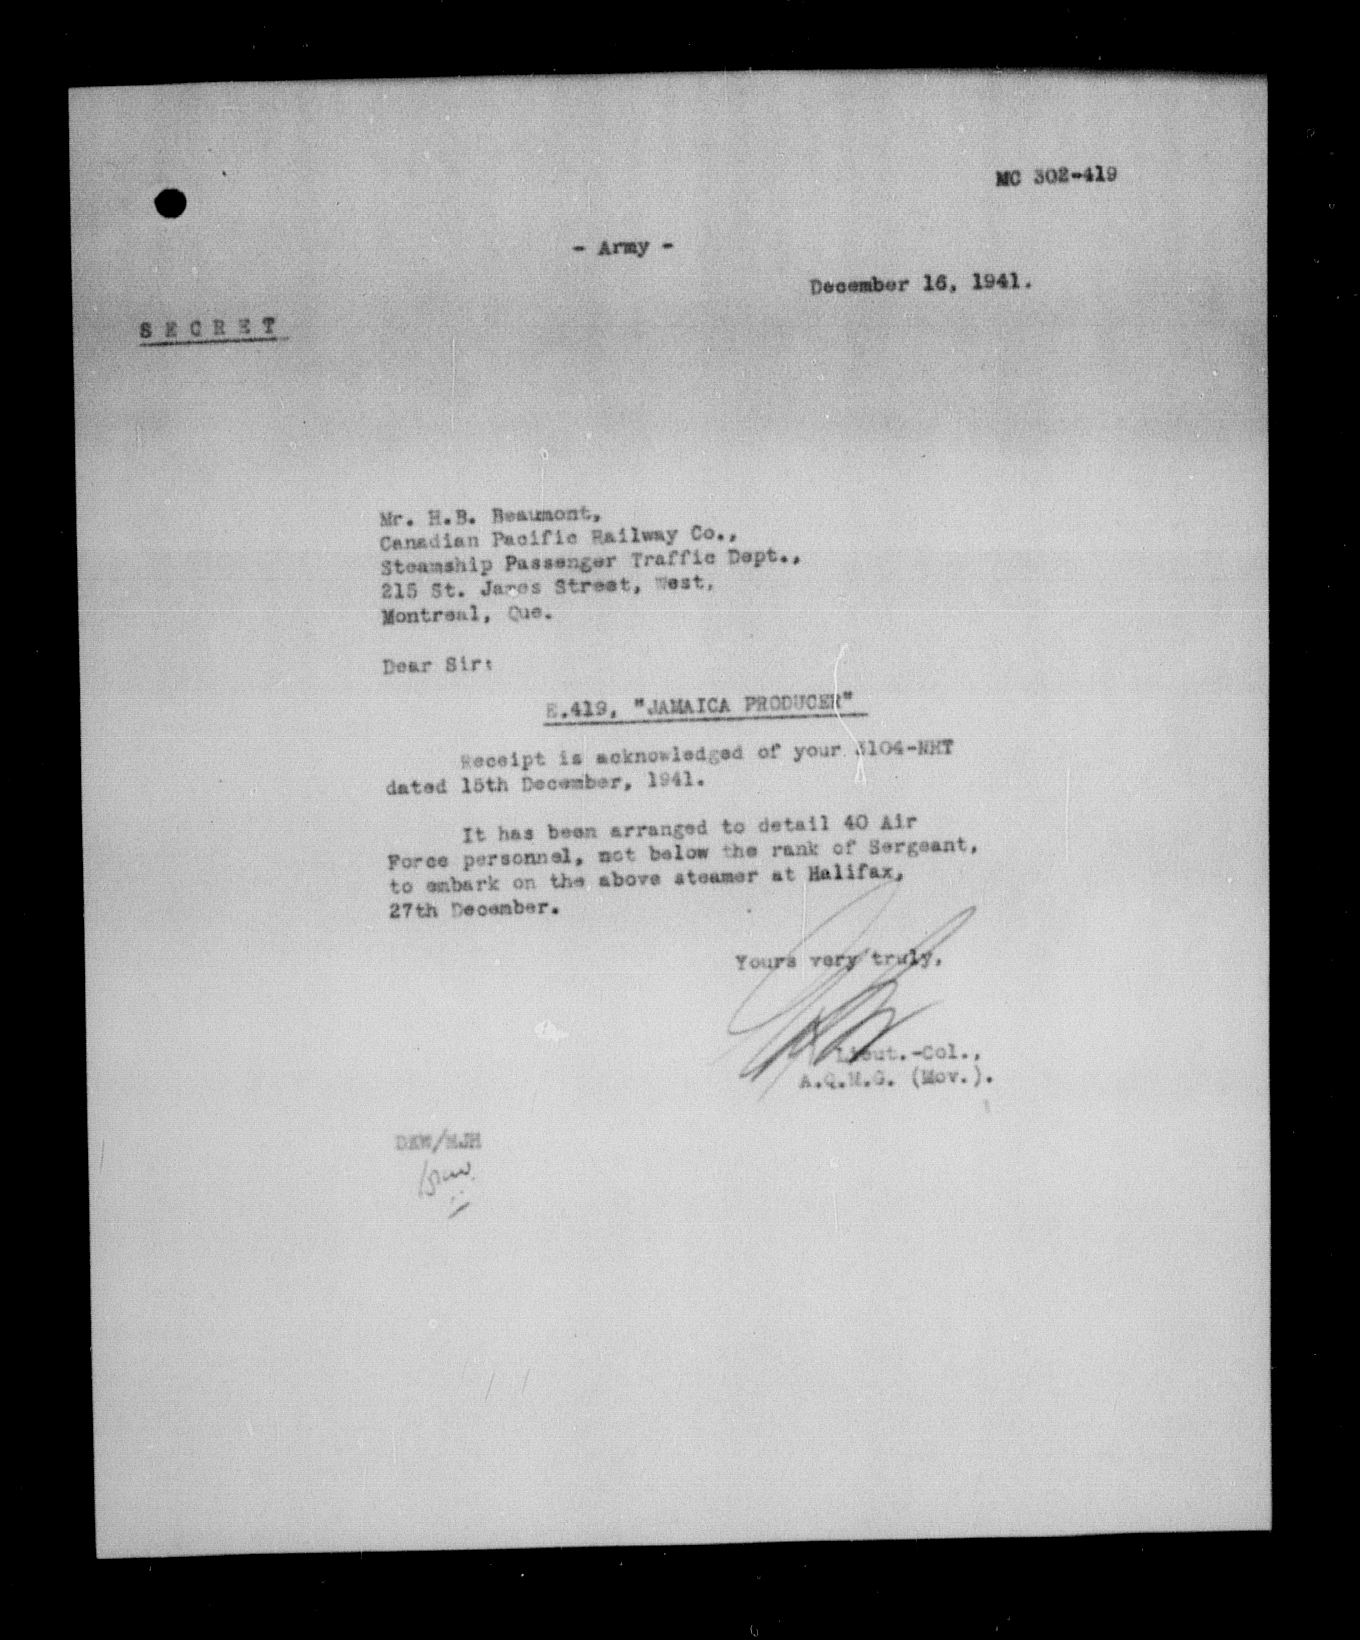 MC 302-419
- Army -
December 16, 1941.
S E C R E T
Mr. H.B. Beaumont,
Canadian Pacific Railway Co.,
Steamship Passenger Traffic Dept.,
215 St. James Street, West,
Montreal, Que.
Dear Sir:
E.419, "JAMAICA PRODUCER"
Receipt is acknowledged of your 3104-NHT
dated 15th December, 1941.
It has been arranged to detail 40 Air
Force personnel, not below the rank of Sergeant,
to embark on the above steamer at Halifax,
27th December.
Yours very truly,
Lieut.-Col.,
A.Q.M.G. (Mov.).
DKW/MJH